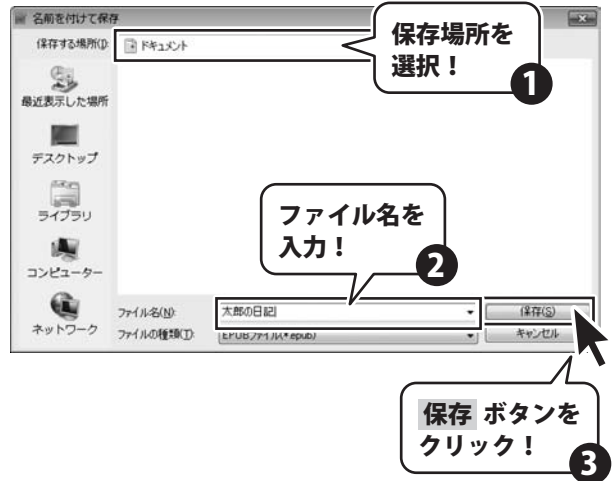 名前を付けて保存
保存する場所(I):
ドキュメント
保存場所を
選択！
1
最近表示した場所
デスクトップ
ライブラリ
コンピューター
ネットワーク
ファイル名を
入力！
2
ファイル名(N):
太郎の日記
保存(S)
ファイルの種類(T):
EPUBファイル(*.epub)
キャンセル
保存 ボタンを
クリック！
3